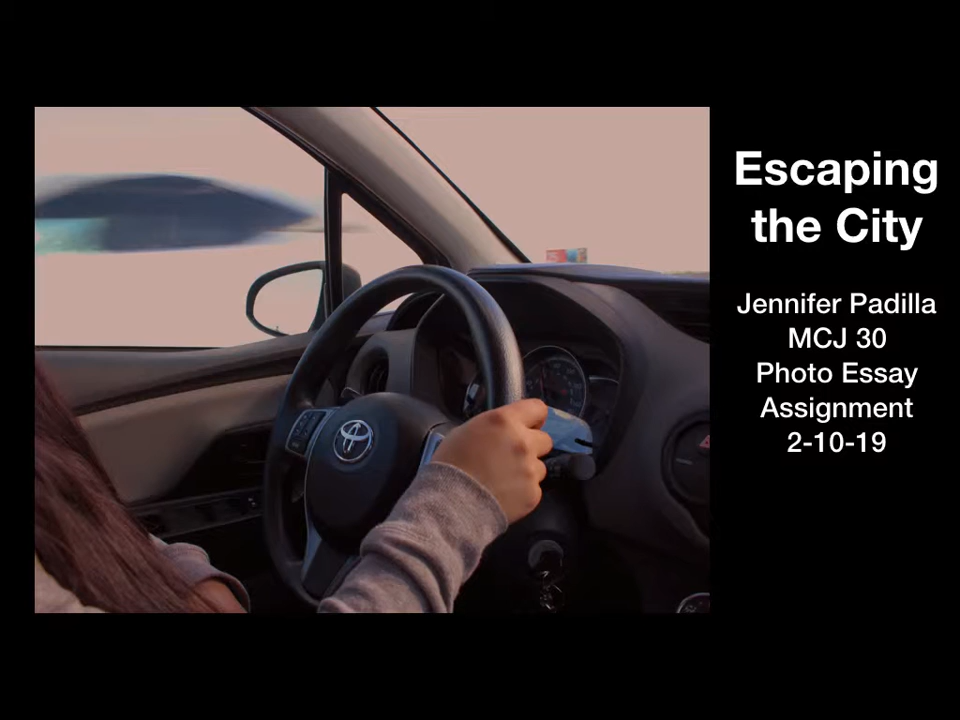 Escaping
the City
Jennifer Padilla
MCJ 30
Photo Essay
Assignment
2-10-19